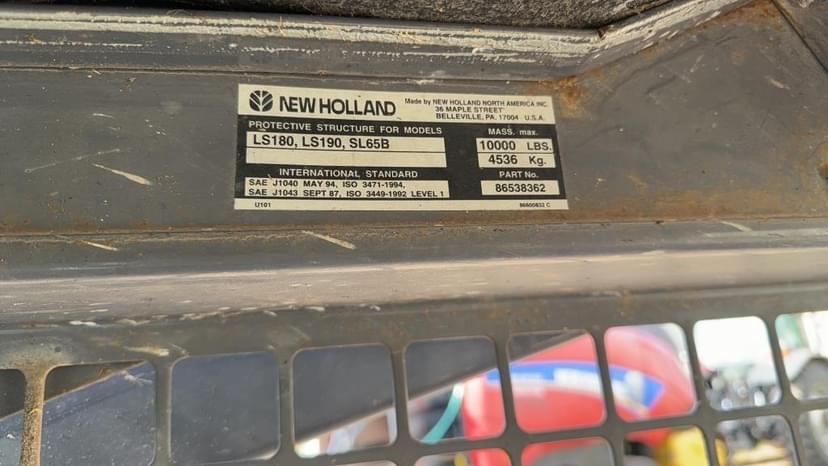 NEW HOLLAND
Made by NEW HOLLAND NORTH AMERICA INC.
36 MAPLE STREET
BELLEVILLE, PA. 17004 U.S.A.
PROTECTIVE STRUCTURE FOR MODELS
LS180, LS190, SL65B
MASS. max.
10000 LBS.
4536 Kg.
INTERNATIONAL STANDARD
SAE J1040 MAY 94, ISO 3471-1994,
SAE J1043 SEPT 87, ISO 3449-1992 LEVEL 1
PART No.
86538362
U101
86600832 C